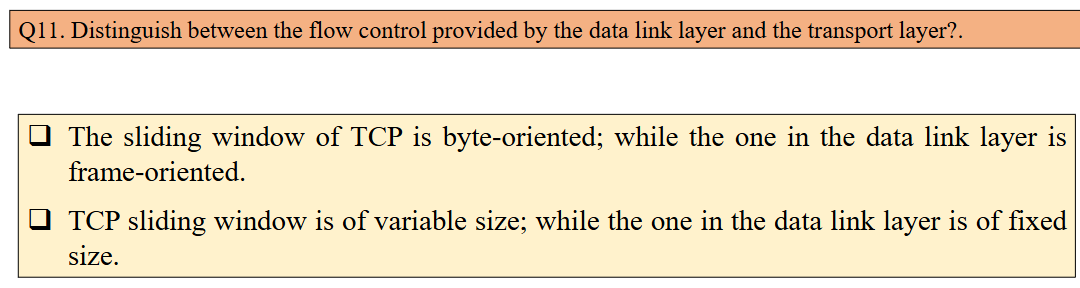 Q11. Distinguish between the flow control provided by the data link layer and the transport layer?.
❑ The sliding window of TCP is byte-oriented; while the one in the data link layer is
frame-oriented.
❑ TCP sliding window is of variable size; while the one in the data link layer is of fixed
size.